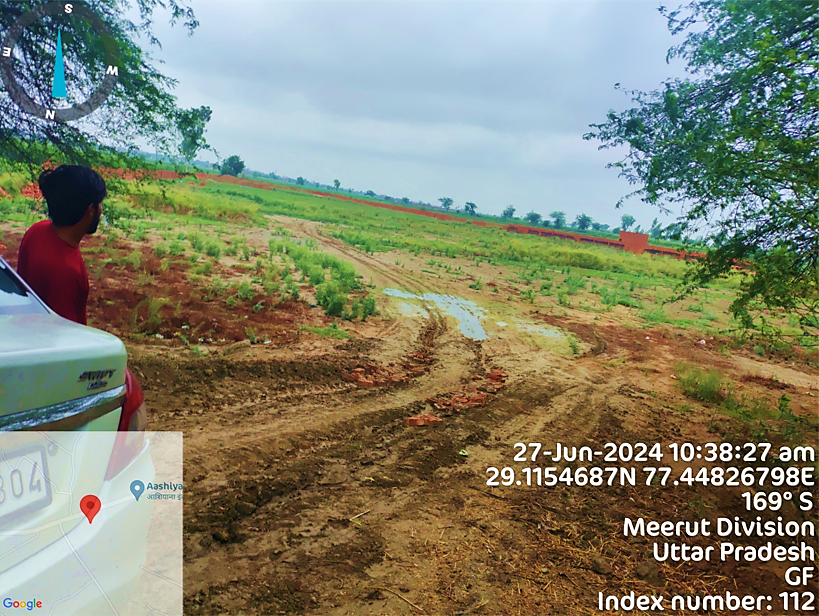 S
E
W
N
SWIFT
304
Aashiya
आशियाना इ
Google
27-Jun-2024 10:38:27 am
29.1154687N 77.44826798E
169° S
Meerut Division
Uttar Pradesh
GF
Index number: 112